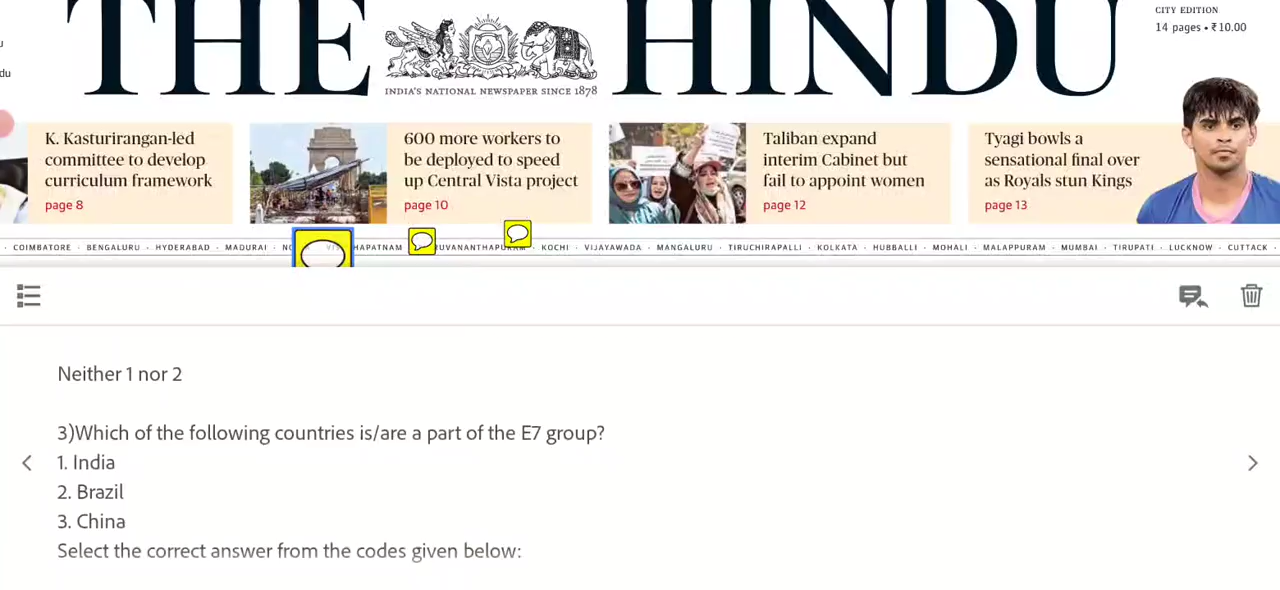 THE HINDU
INDIA'S NATIONAL NEWSPAPER SINCE 1878
CITY EDITION
14 pages • ₹10.00
du
K. Kasturirangan-led
committee to develop
curriculum framework
page 8
600 more workers to
be deployed to speed
up Central Vista project
page 10
Taliban expand
interim Cabinet but
fail to appoint women
page 12
Tyagi bowls a
sensational final over
as Royals stun Kings
page 13
· COIMBATORE · BENGALURU · HYDERABAD · MADURAI · KOCHI · VIJAYAWADA · MANGALURU · TIRUCHIRAPALLI · KOLKATA · HUBBALLI · MOHALI · MALAPPURAM · MUMBAI · TIRUPATI · LUCKNOW · CUTTACK ·
Neither 1 nor 2
3)Which of the following countries is/are a part of the E7 group?
1. India
2. Brazil
3. China
Select the correct answer from the codes given below: